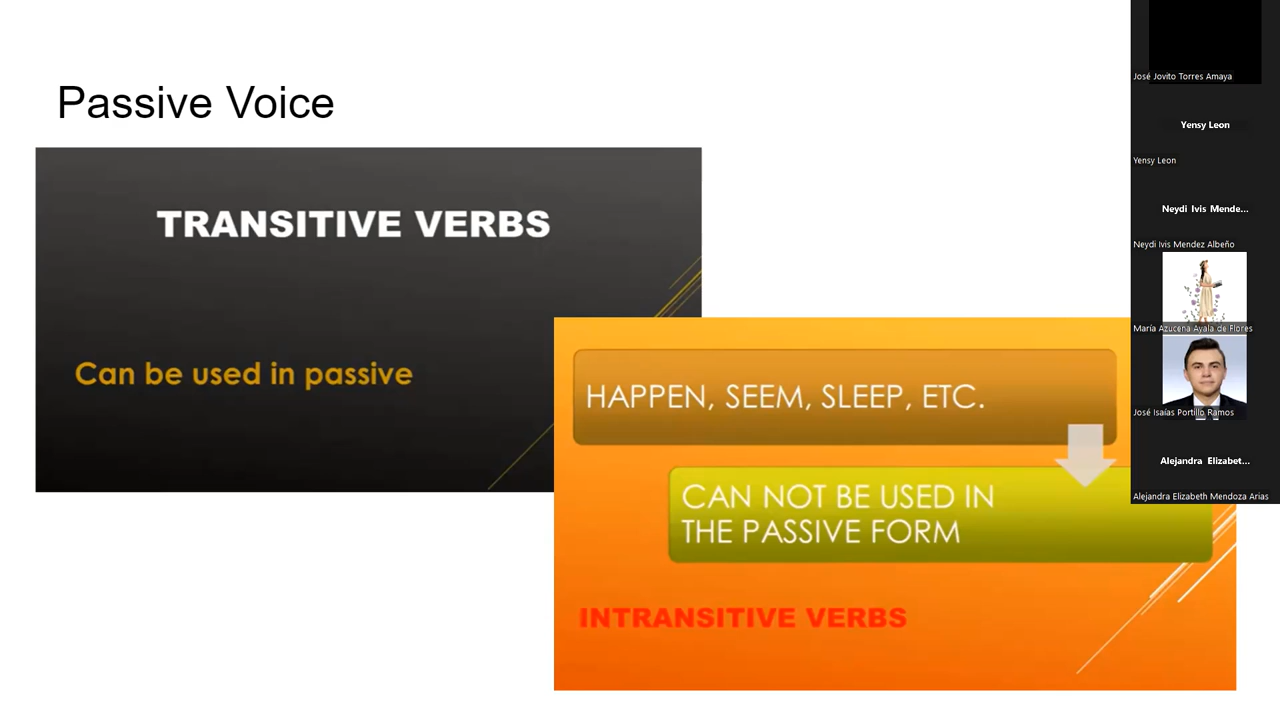 Passive Voice
TRANSITIVE VERBS
Can be used in passive
HAPPEN, SEEM, SLEEP, ETC.
CAN NOT BE USED IN
THE PASSIVE FORM
INTRANSITIVE VERBS
José Jovito Torres Amaya
Yensy Leon
Yensy Leon
Neydi Ivis Mende...
Neydi Ivis Mendez Albeño
María Azucena Ayala de Flores
José Isaías Portillo Ramos
Alejandra Elizabet...
Alejandra Elizabeth Mendoza Arias